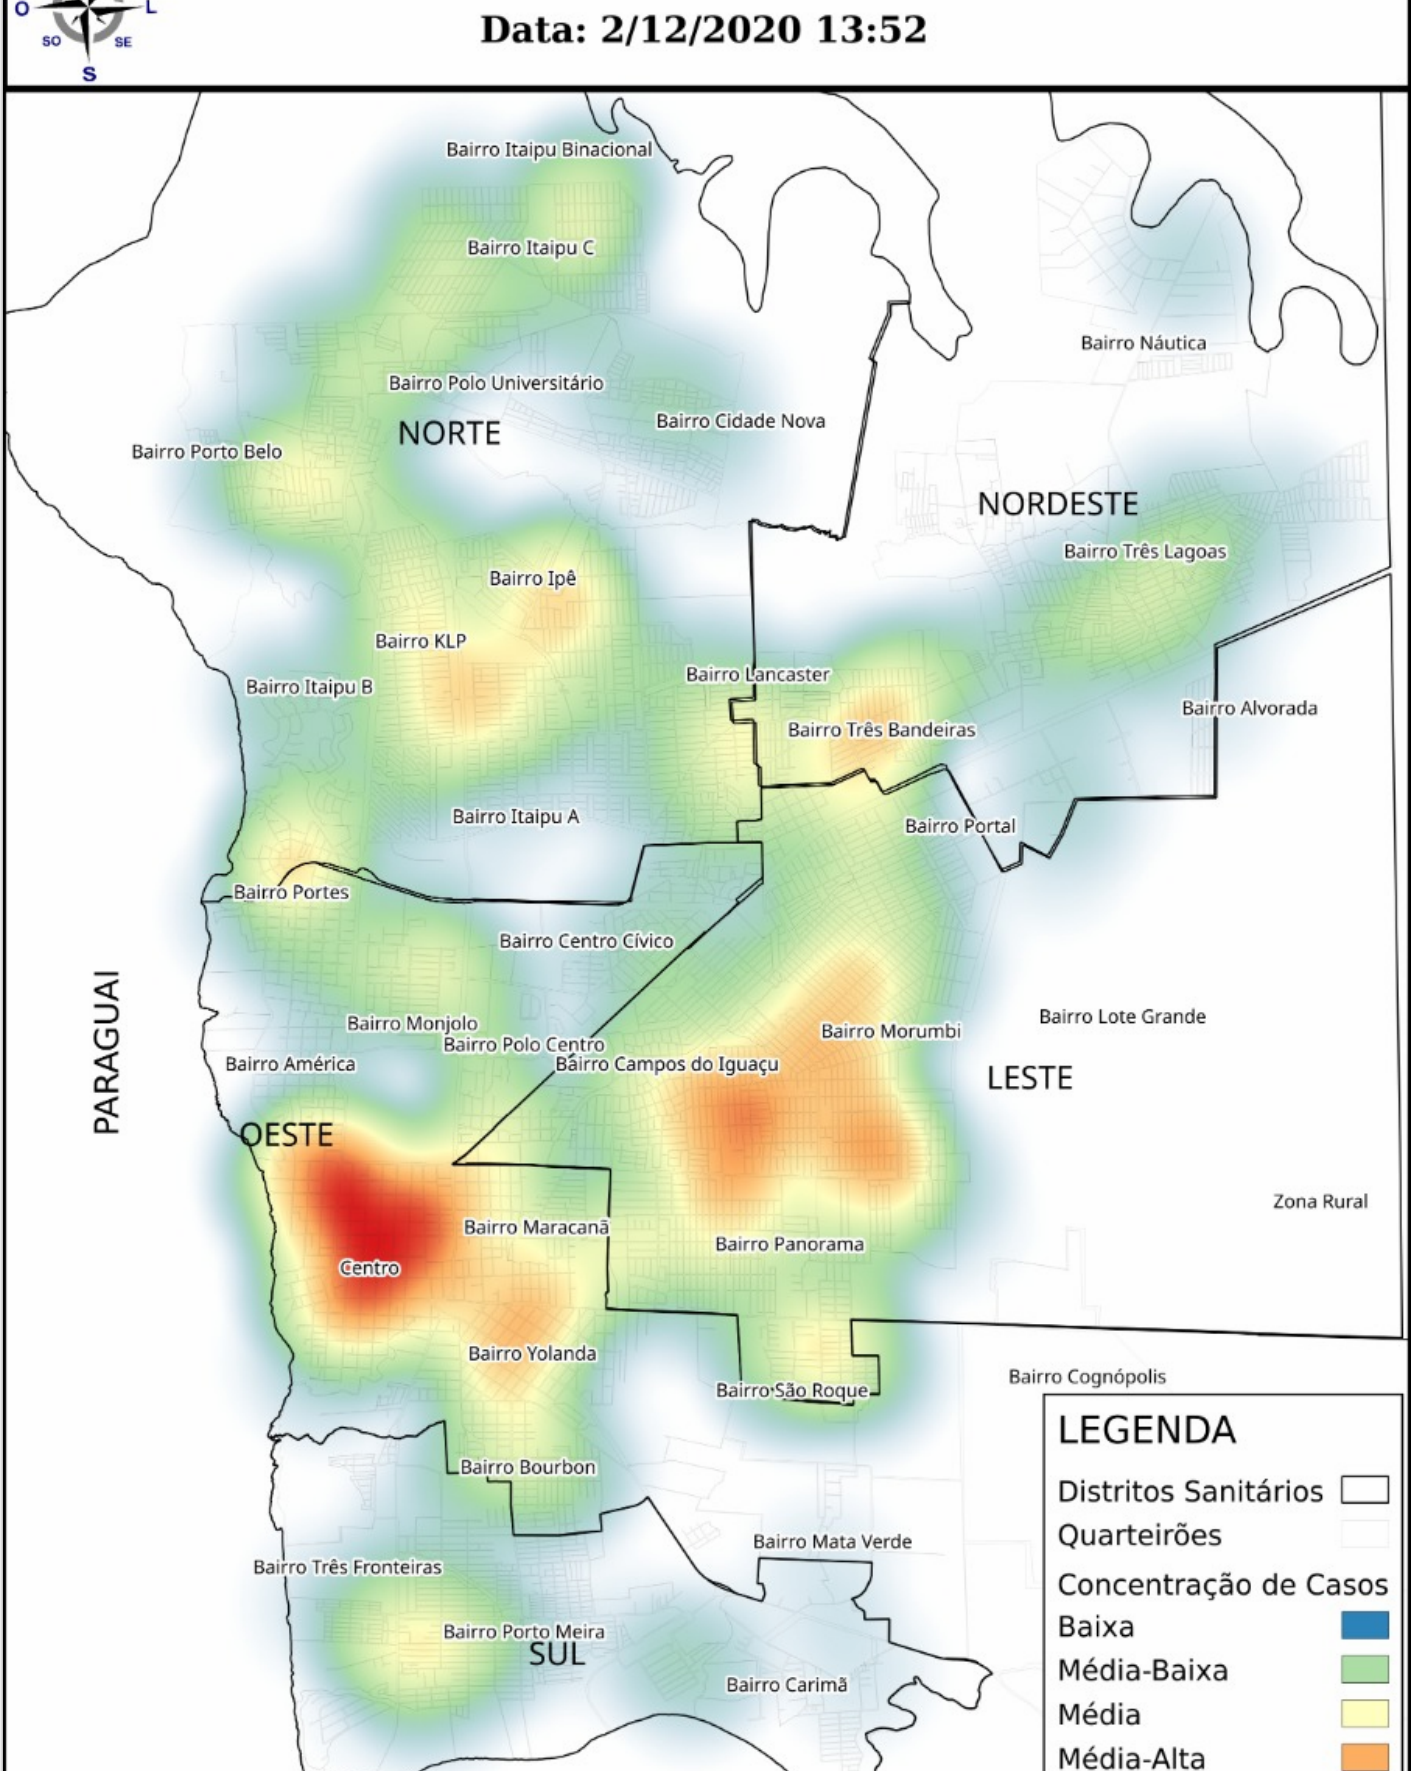 O
L
SO
SE
S
Data: 2/12/2020 13:52
Bairro Itaipu Binacional
Bairro Itaipu C
Bairro Náutica
Bairro Polo Universitário
Bairro Cidade Nova
NORTE
Bairro Porto Belo
NORDESTE
Bairro Três Lagoas
Bairro Ipê
Bairro KLP
Bairro Lancaster
Bairro Itaipu B
Bairro Alvorada
Bairro Três Bandeiras
Bairro Itaipu A
Bairro Portal
Bairro Portes
Bairro Centro Cívico
PARAGUAI
Bairro Lote Grande
Bairro Monjolo
Bairro Morumbi
Bairro Polo Centro
Bairro América
Bairro Campos do Iguaçu
LESTE
OESTE
Zona Rural
Bairro Maracanã
Bairro Panorama
Centro
Bairro Yolanda
Bairro Cognópolis
Bairro São Roque
Bairro Bourbon
Bairro Mata Verde
Bairro Três Fronteiras
Bairro Porto Meira
SUL
Bairro Carimã
LEGENDA
Distritos Sanitários
Quarteirões
Concentração de Casos
Baixa
Média-Baixa
Média
Média-Alta